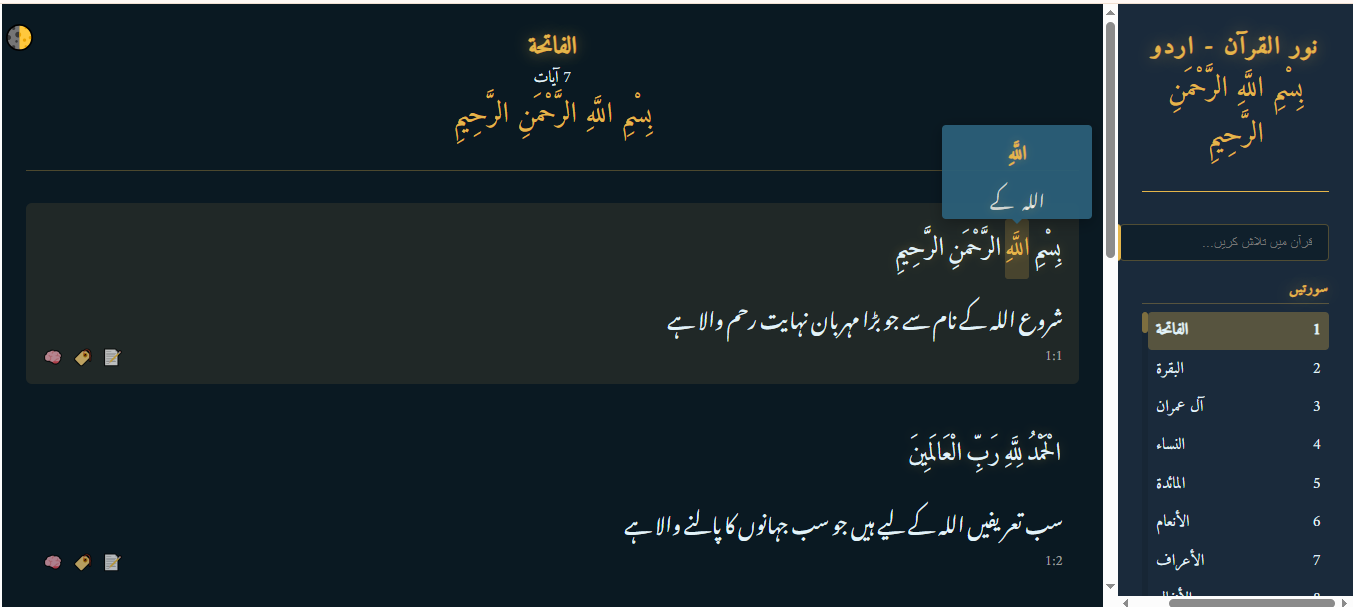 نور القرآن - اردو
بِسْمِ اللَّهِ الرَّحْمَنِ
الرَّحِيمِ
قرآن میں تلاش کریں...
سورتیں
1 الفاتحة
2 البقرة
3 آل عمران
4 النساء
5 المائدة
6 الأنعام
7 الأعراف
الفاتحة
7 آیات
بِسْمِ اللَّهِ الرَّحْمَنِ الرَّحِيمِ
اللَّهِ
اللہ کے
بِسْمِ اللَّهِ الرَّحْمَنِ الرَّحِيمِ
شروع اللہ کے نام سے جو بڑا مہربان نہایت رحم والا ہے
1:1
الْحَمْدُ لِلَّهِ رَبِّ الْعَالَمِينَ
سب تعریفیں اللہ کے لیے ہیں جو سب جہانوں کا پالنے والا ہے
1:2